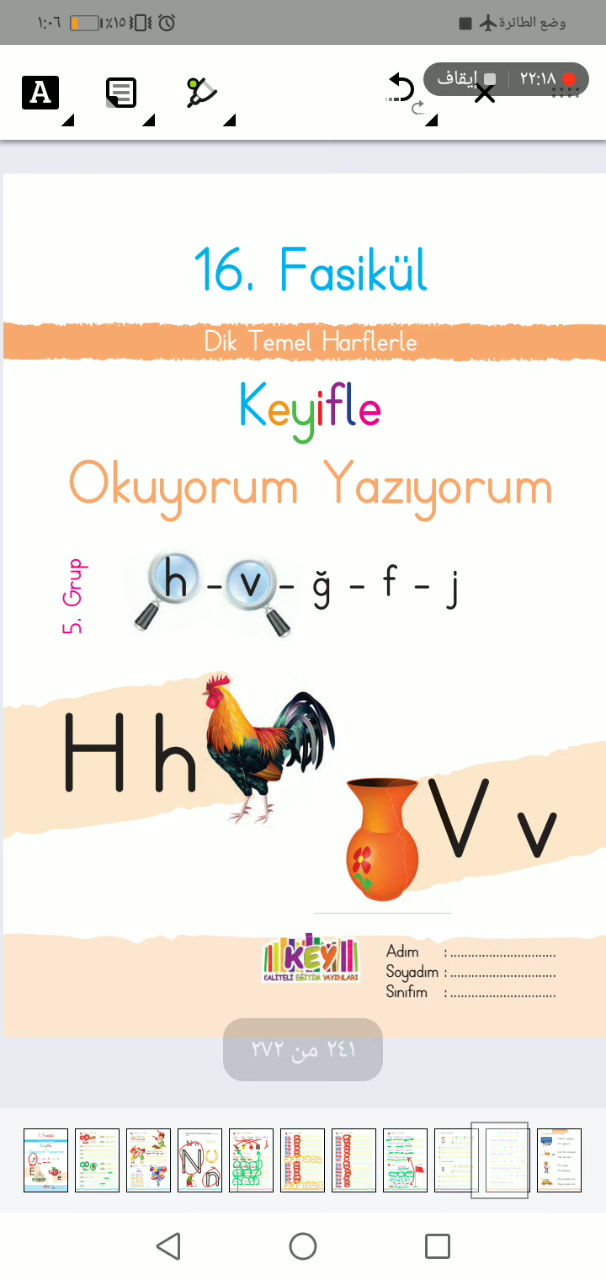 ١:٠٦ ٪١٥ وضع الطائرة
A
٢٢:١٨ إيقاف
16. Fasikül
Dik Temel Harflerle
Keyifle
Okuyorum Yazıyorum
5. Grup
h - v - ğ - f - j
H h
V v
KEY
KALİTELİ EĞİTİM YAYINLARI
Adım : ..............................
Soyadım : ..............................
Sınıfım : ..............................
٢٤١ من ٢٧٢